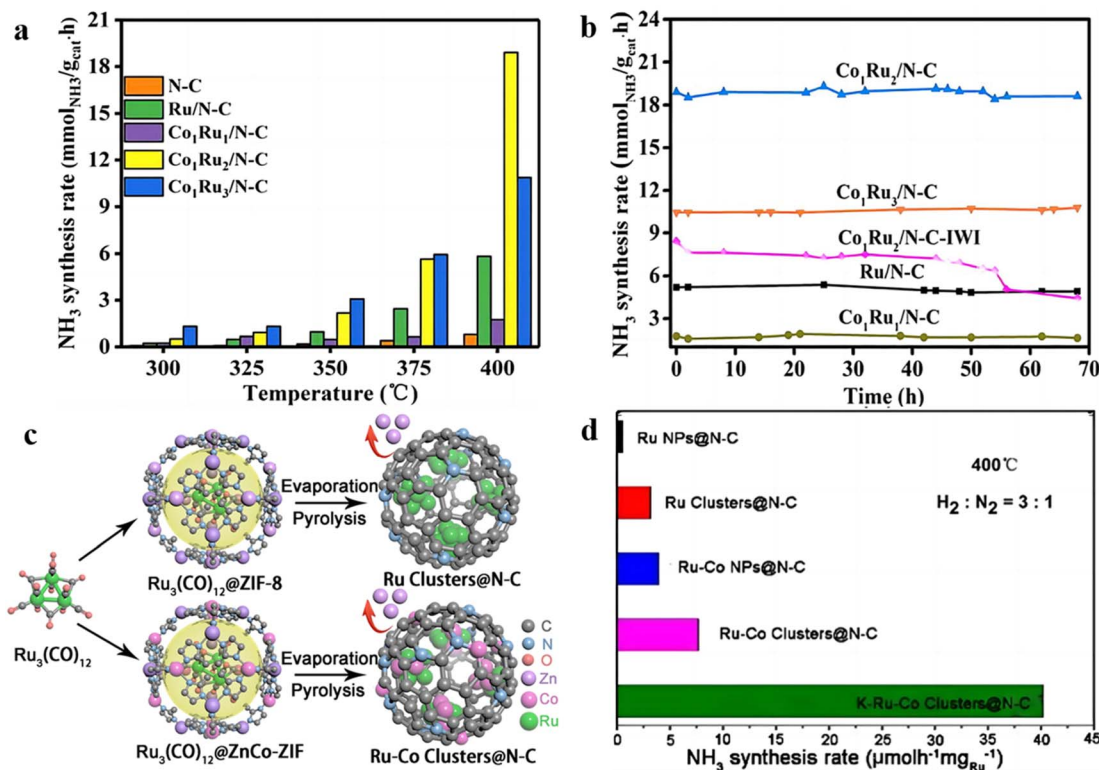 a
NH₃ synthesis rate (mmol_NH3/g_cat·h)
21
18
15
12
9
6
3
0
N-C
Ru/N-C
Co₁Ru₁/N-C
Co₁Ru₂/N-C
Co₁Ru₃/N-C
300 325 350 375 400
Temperature (℃)
b
NH₃ synthesis rate (mmol_NH3/g_cat·h)
24
21
18
15
12
9
6
3
Co₁Ru₂/N-C
Co₁Ru₃/N-C
Co₁Ru₂/N-C-IWI
Ru/N-C
Co₁Ru₁/N-C
0 10 20 30 40 50 60 70
Time (h)
c
Ru₃(CO)₁₂
Ru₃(CO)₁₂@ZIF-8
Evaporation
Pyrolysis
Ru Clusters@N-C
Ru₃(CO)₁₂@ZnCo-ZIF
Evaporation
Pyrolysis
Ru-Co Clusters@N-C
C
N
O
Zn
Co
Ru
d
Ru NPs@N-C
400℃
H₂ : N₂ = 3 : 1
Ru Clusters@N-C
Ru-Co NPs@N-C
Ru-Co Clusters@N-C
K-Ru-Co Clusters@N-C
0 5 10 15 20 25 30 35 40 45
NH₃ synthesis rate (μmolh⁻¹mg_Ru⁻¹)